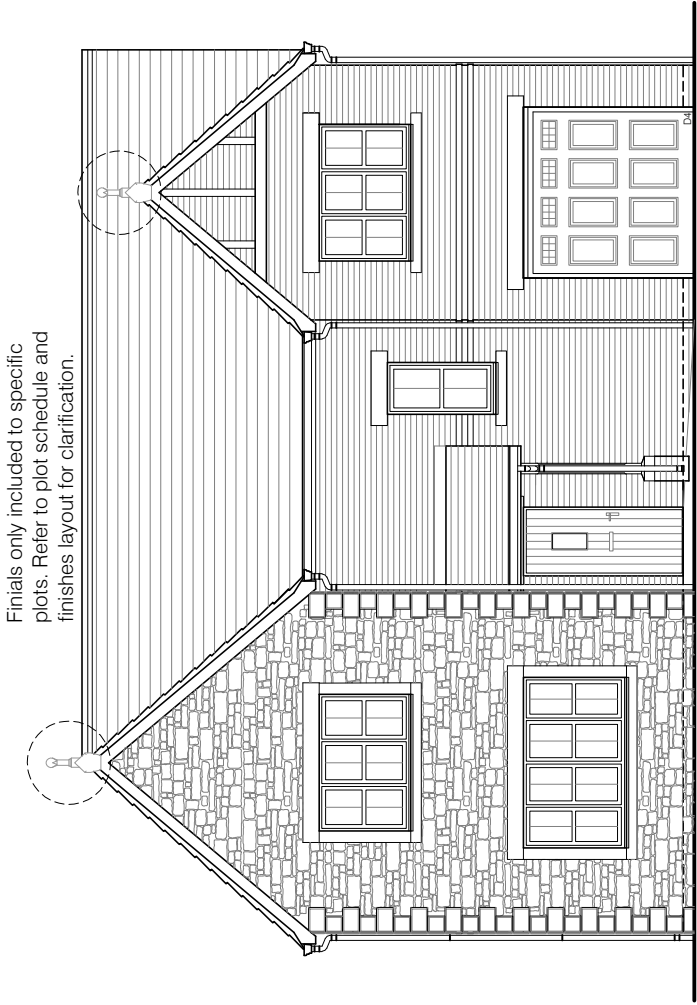 Finials only included to specific
plots. Refer to plot schedule and
finishes layout for clarification.
D4